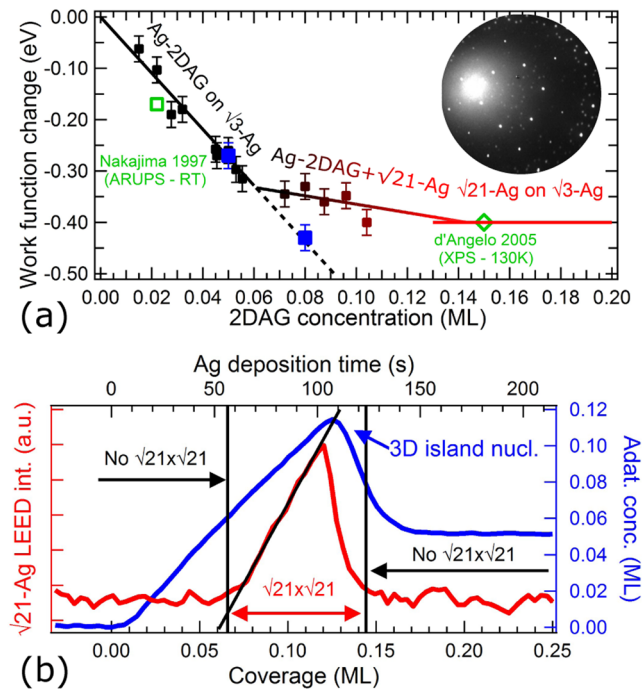 0.00
-0.10
-0.20
-0.30
-0.40
-0.50
Work function change (eV)
Ag-2DAG on √3-Ag
Nakajima 1997
(ARUPS - RT)
Ag-2DAG+√21-Ag
√21-Ag on √3-Ag
d'Angelo 2005
(XPS - 130K)
0.00 0.02 0.04 0.06 0.08 0.10 0.12 0.14 0.16 0.18 0.20
(a)
2DAG concentration (ML)
Ag deposition time (s)
0 50 100 150 200
√21-Ag LEED int. (a.u.)
No √21x√21
3D island nucl.
No √21x√21
√21x√21
0.12
0.10
0.08
0.06
0.04
0.02
0.00
Adat. conc. (ML)
0.00 0.05 0.10 0.15 0.20 0.25
(b)
Coverage (ML)